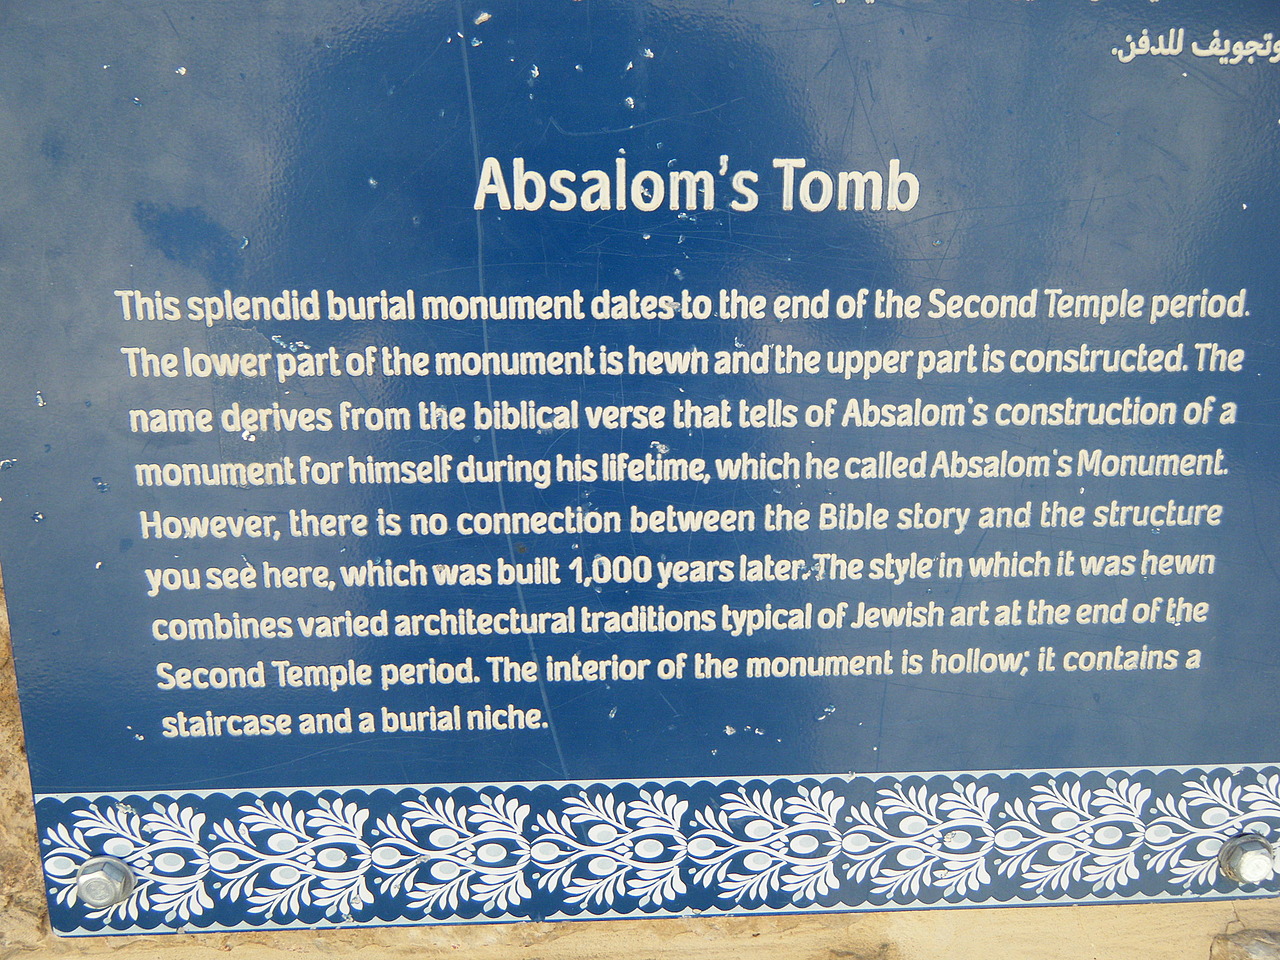 وتجويف للدفن.
Absalom's Tomb
This splendid burial monument dates to the end of the Second Temple period.
The lower part of the monument is hewn and the upper part is constructed. The
name derives from the biblical verse that tells of Absalom's construction of a
monument for himself during his lifetime, which he called Absalom's Monument.
However, there is no connection between the Bible story and the structure
you see here, which was built 1,000 years later. The style in which it was hewn
combines varied architectural traditions typical of Jewish art at the end of the
Second Temple period. The interior of the monument is hollow; it contains a
staircase and a burial niche.